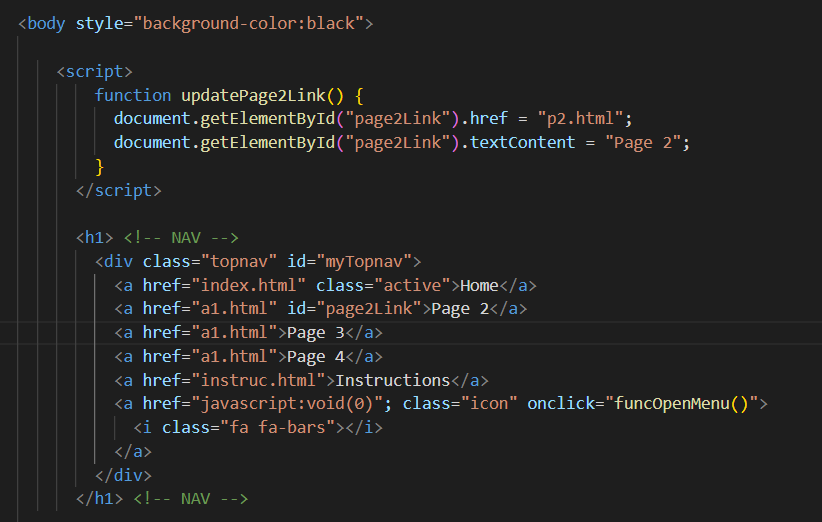 <body style="background-color:black">
<script>
function updatePage2Link() {
document.getElementById("page2Link").href = "p2.html";
document.getElementById("page2Link").textContent = "Page 2";
}
</script>
<h1> <!-- NAV -->
<div class="topnav" id="myTopnav">
<a href="index.html" class="active">Home</a>
<a href="a1.html" id="page2Link">Page 2</a>
<a href="a1.html">Page 3</a>
<a href="a1.html">Page 4</a>
<a href="instruc.html">Instructions</a>
<a href="javascript:void(0)"; class="icon" onclick="funcOpenMenu()">
<i class="fa fa-bars"></i>
</a>
</div>
</h1> <!-- NAV -->